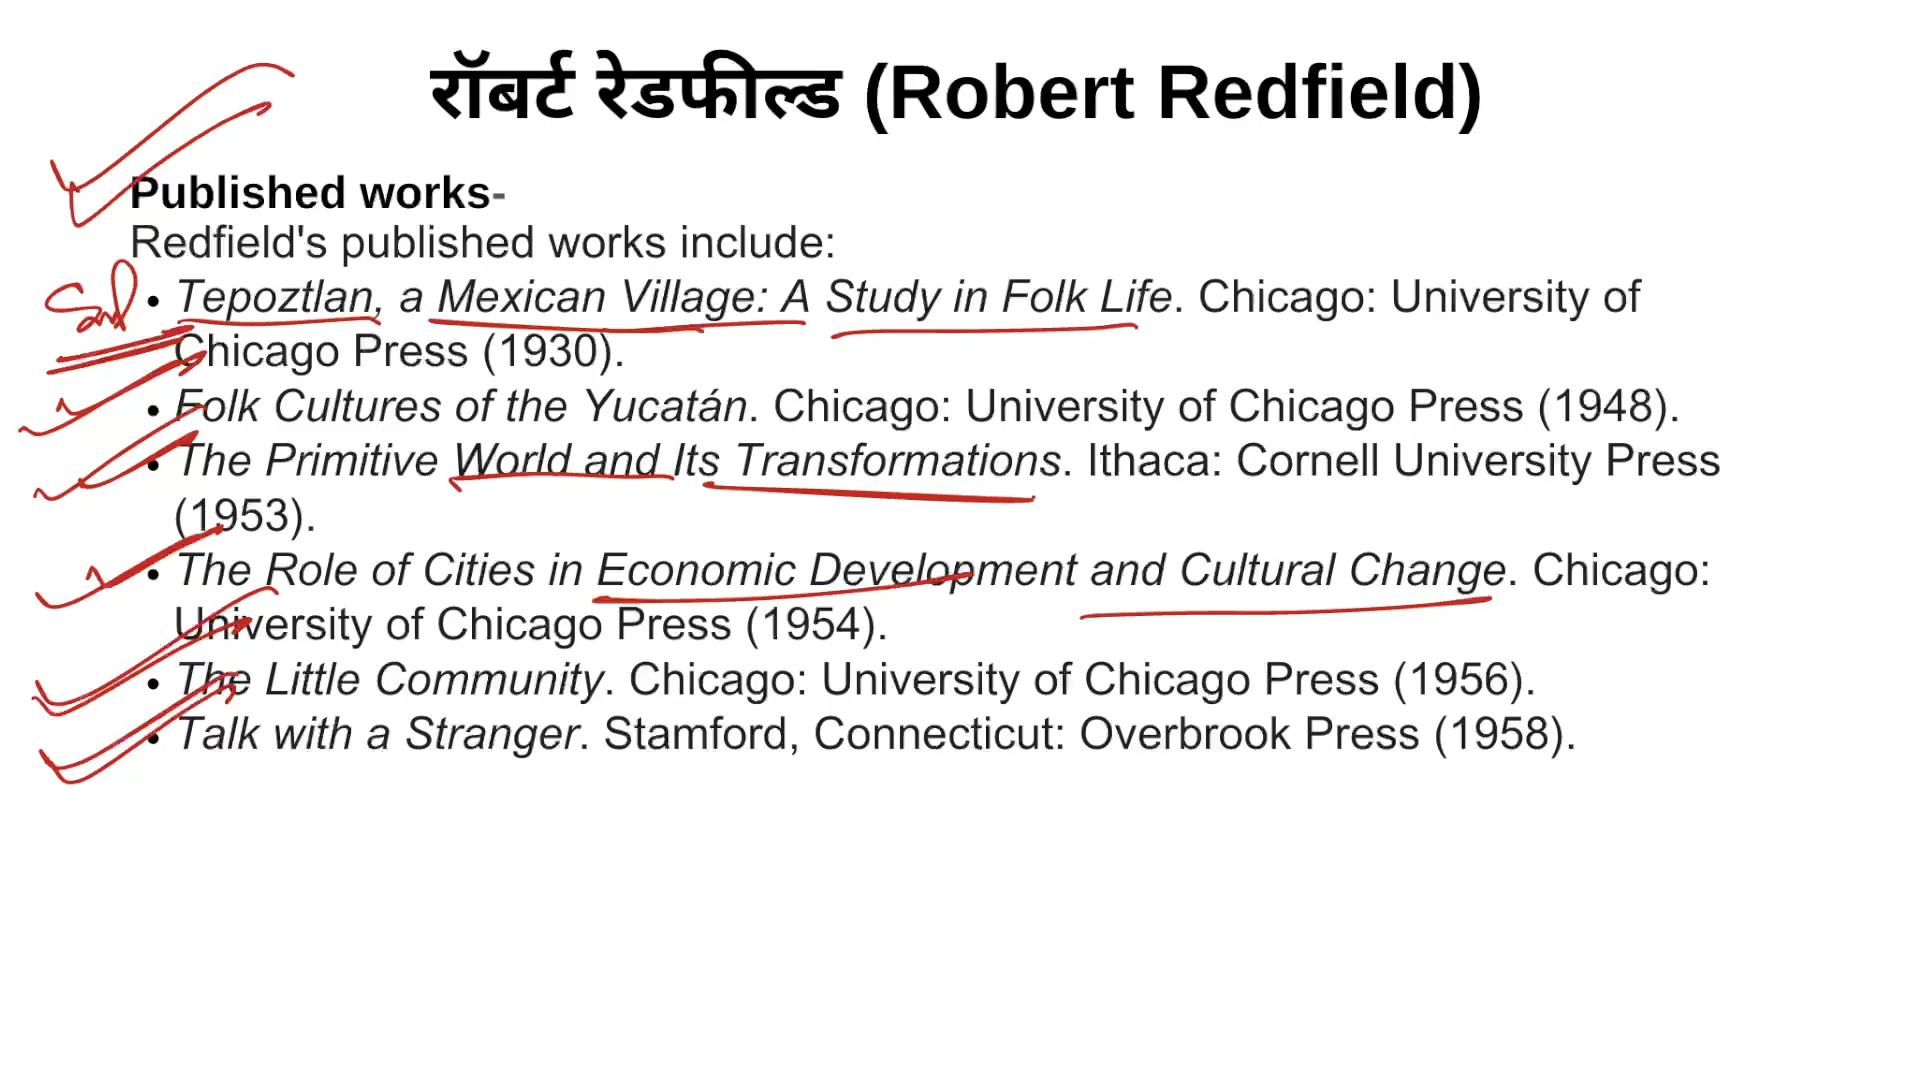 रॉबर्ट रेडफील्ड (Robert Redfield)
Published works-
Redfield's published works include:
• Tepoztlan, a Mexican Village: A Study in Folk Life. Chicago: University of
Chicago Press (1930).
• Folk Cultures of the Yucatán. Chicago: University of Chicago Press (1948).
• The Primitive World and Its Transformations. Ithaca: Cornell University Press
(1953).
• The Role of Cities in Economic Development and Cultural Change. Chicago:
University of Chicago Press (1954).
• The Little Community. Chicago: University of Chicago Press (1956).
• Talk with a Stranger. Stamford, Connecticut: Overbrook Press (1958).